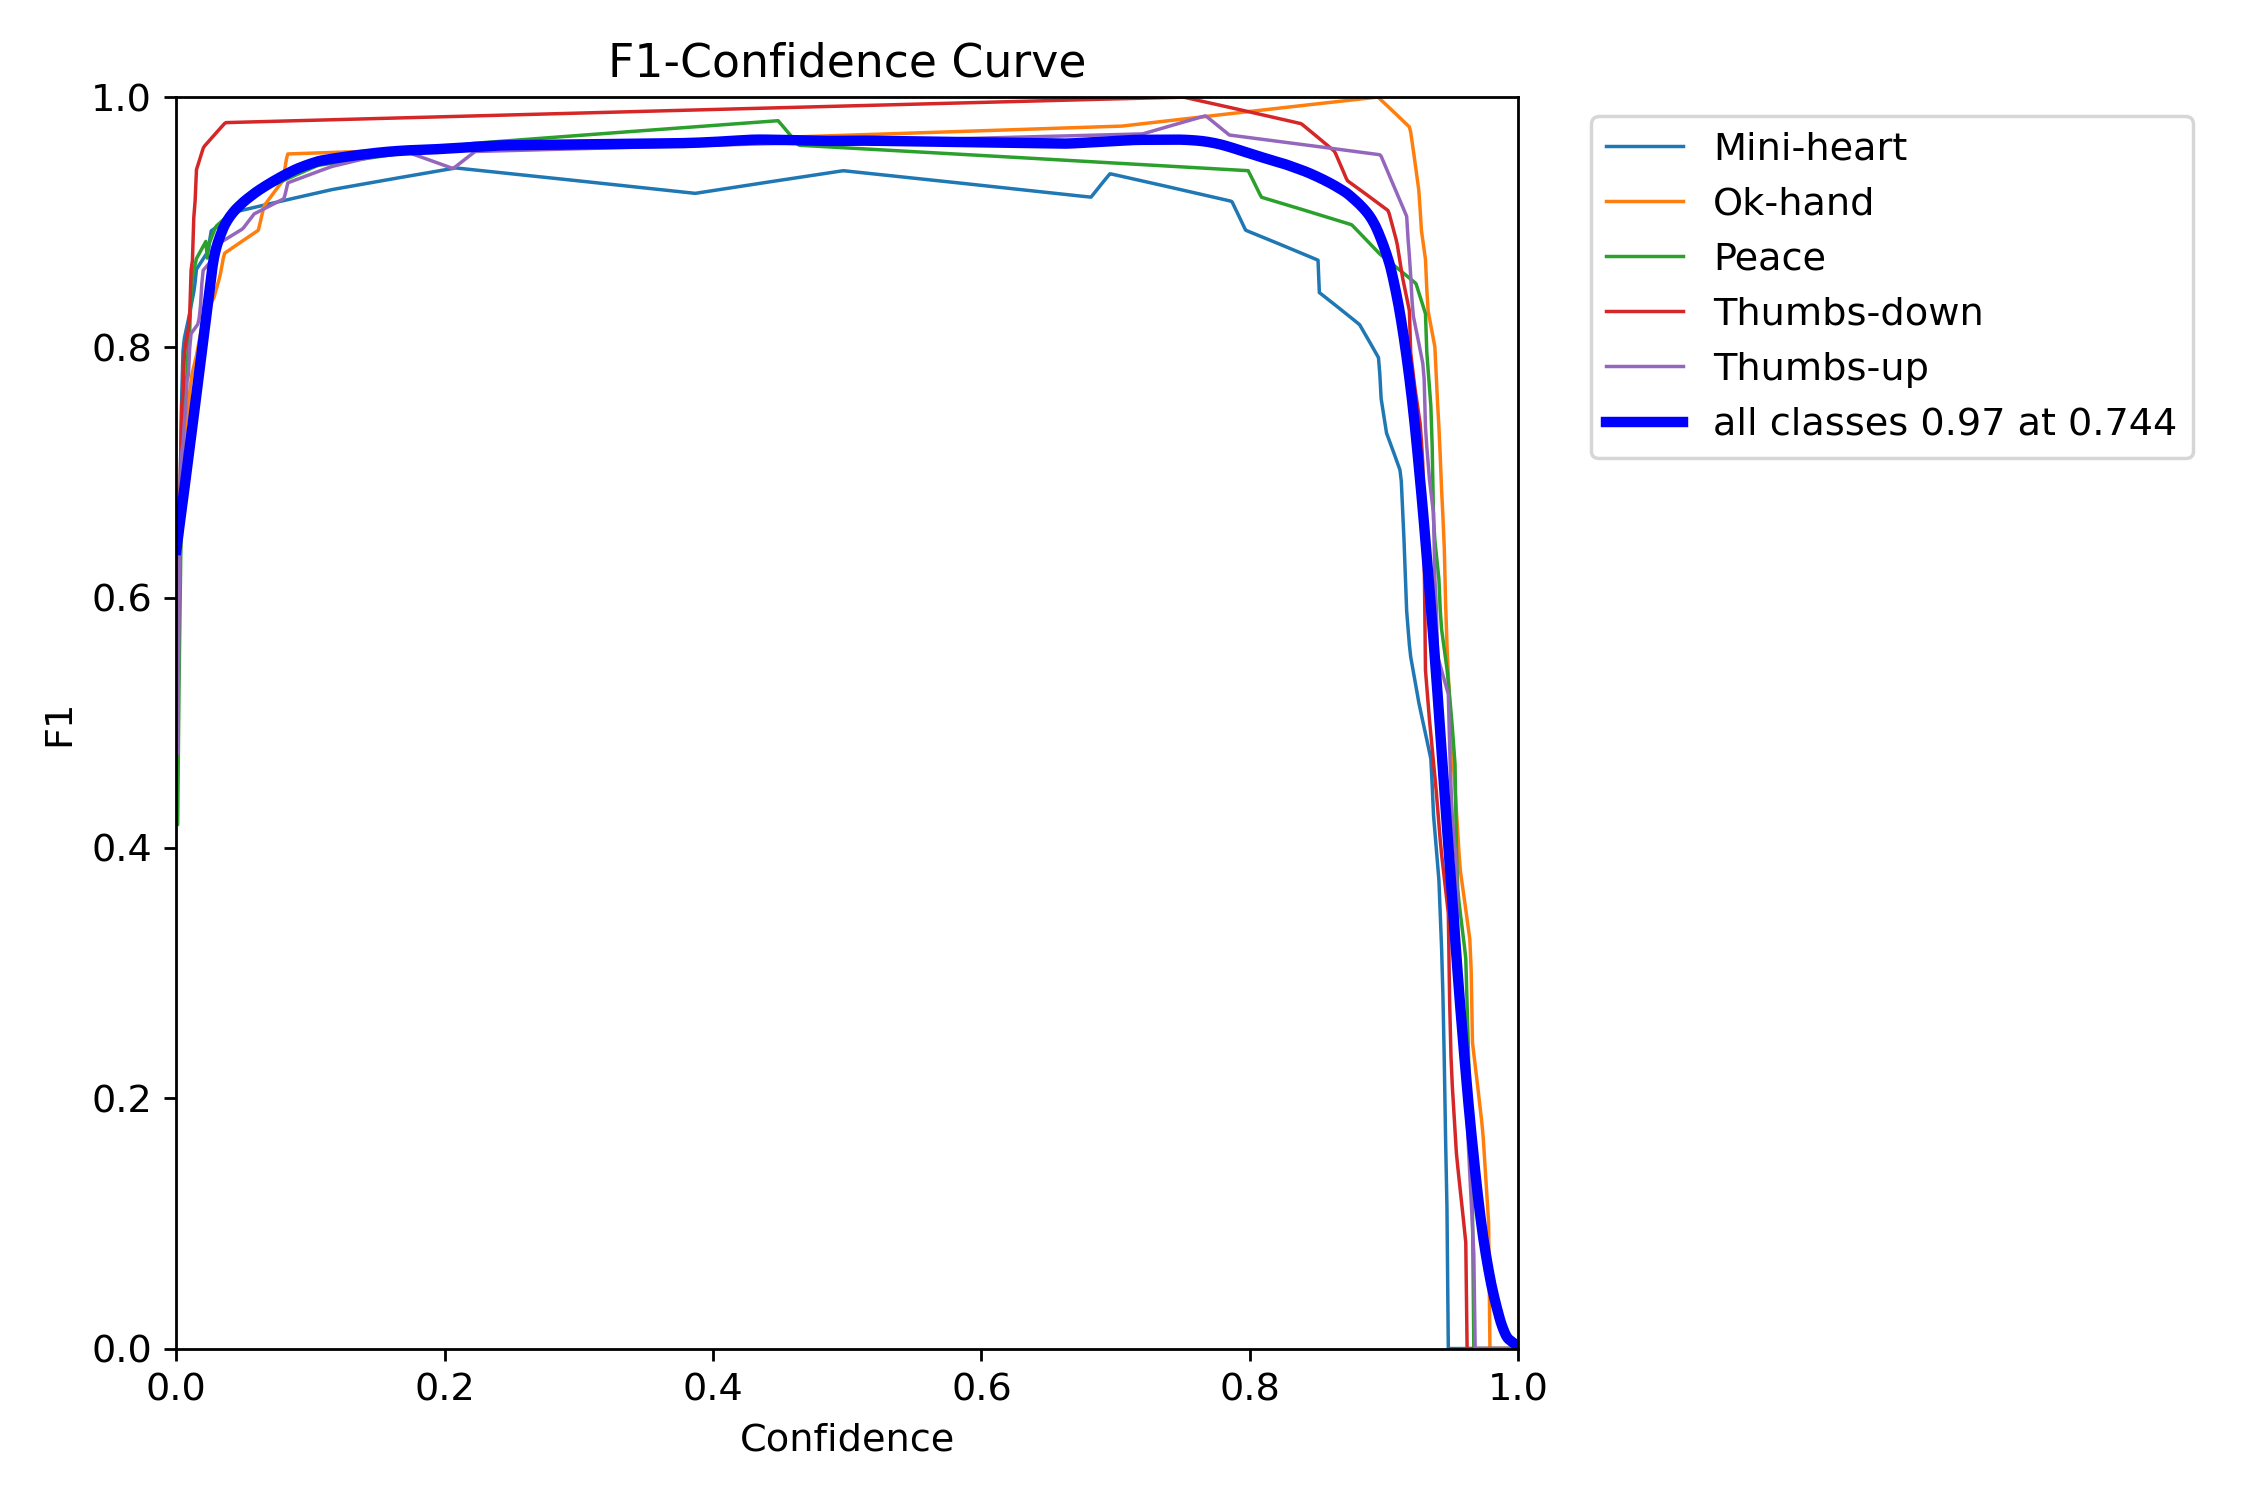 F1-Confidence Curve
1.0
0.8
0.6
0.4
0.2
0.0
F1
0.0 0.2 0.4 0.6 0.8 1.0
Confidence
Mini-heart
Ok-hand
Peace
Thumbs-down
Thumbs-up
all classes 0.97 at 0.744